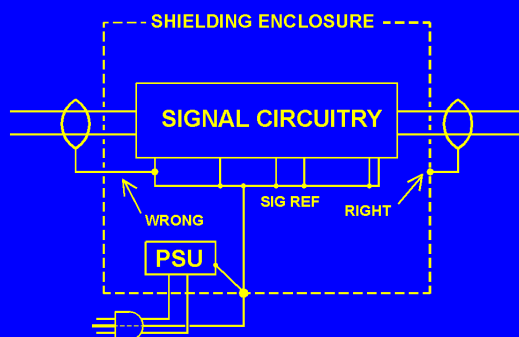 SHIELDING ENCLOSURE
SIGNAL CIRCUITRY
SIG REF
WRONG
RIGHT
PSU